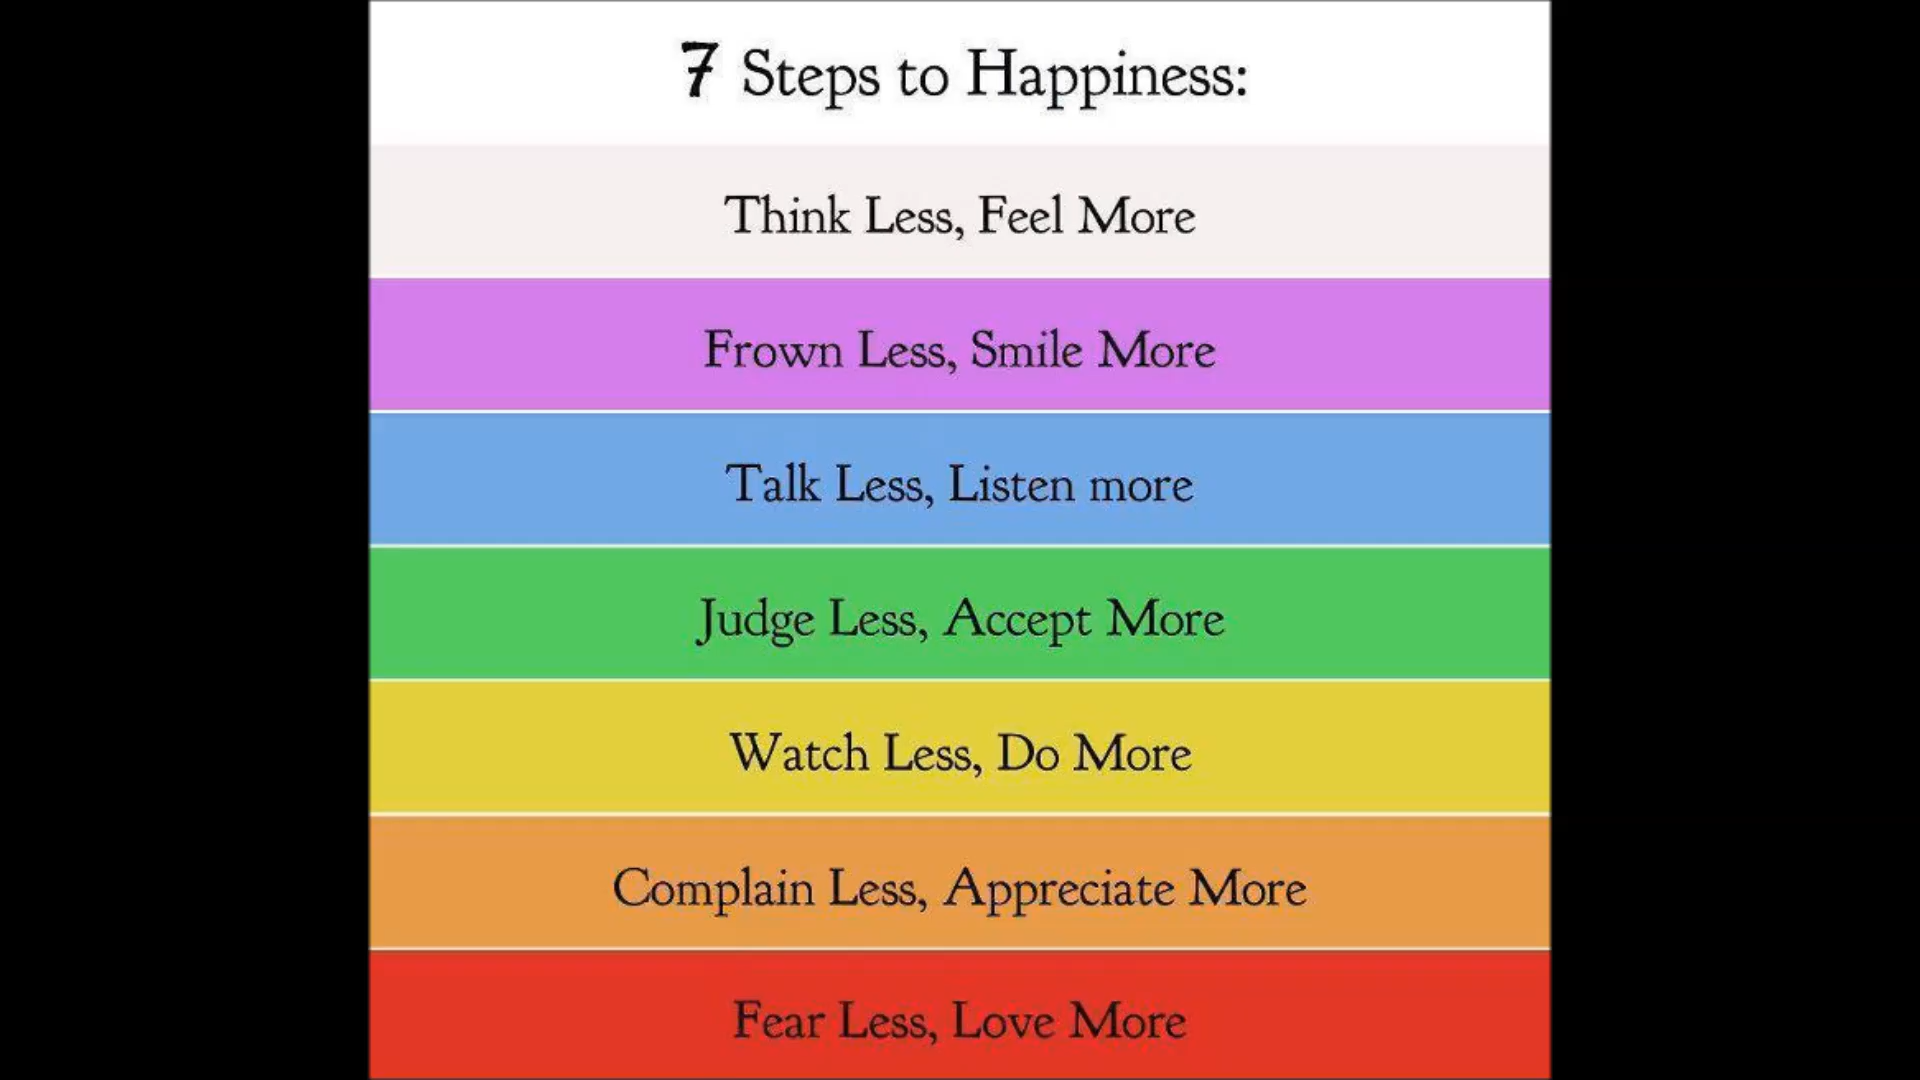 7 Steps to Happiness:
Think Less, Feel More
Frown Less, Smile More
Talk Less, Listen more
Judge Less, Accept More
Watch Less, Do More
Complain Less, Appreciate More
Fear Less, Love More